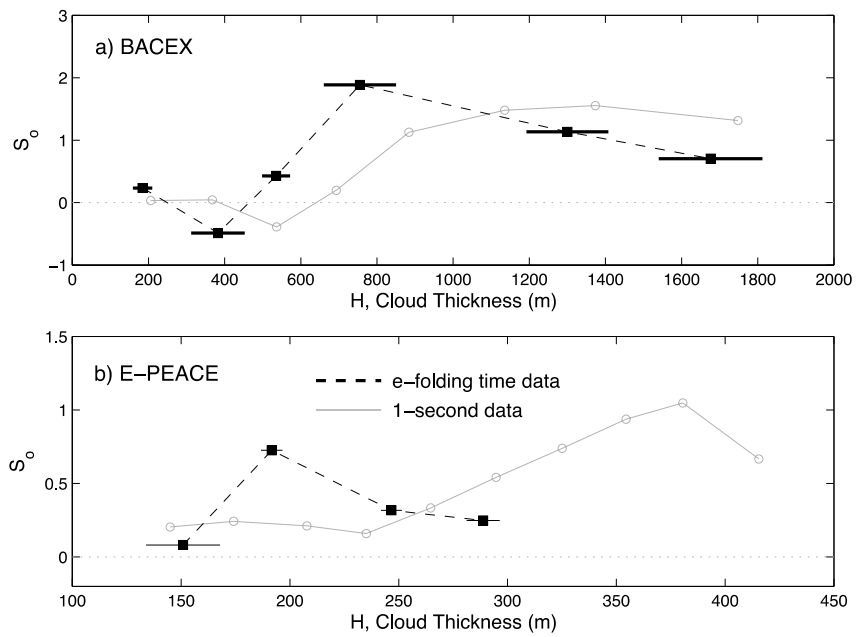 a) BACEX
3
2
1
0
−1
S_o
0 200 400 600 800 1000 1200 1400 1600 1800 2000
H, Cloud Thickness (m)
b) E−PEACE
e−folding time data
1−second data
1.5
1
0.5
0
S_o
100 150 200 250 300 350 400 450
H, Cloud Thickness (m)